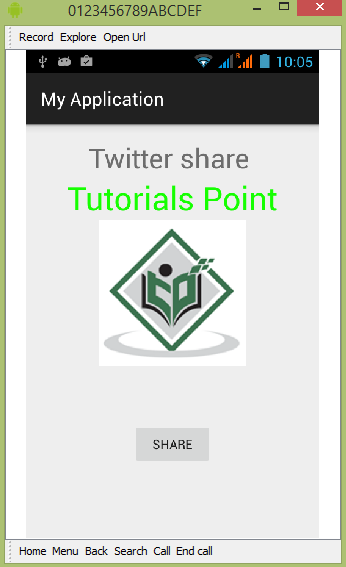 0123456789ABCDEF
Record Explore Open Url
R 10:05
My Application
Twitter share
Tutorials Point
SHARE
Home Menu Back Search Call End call